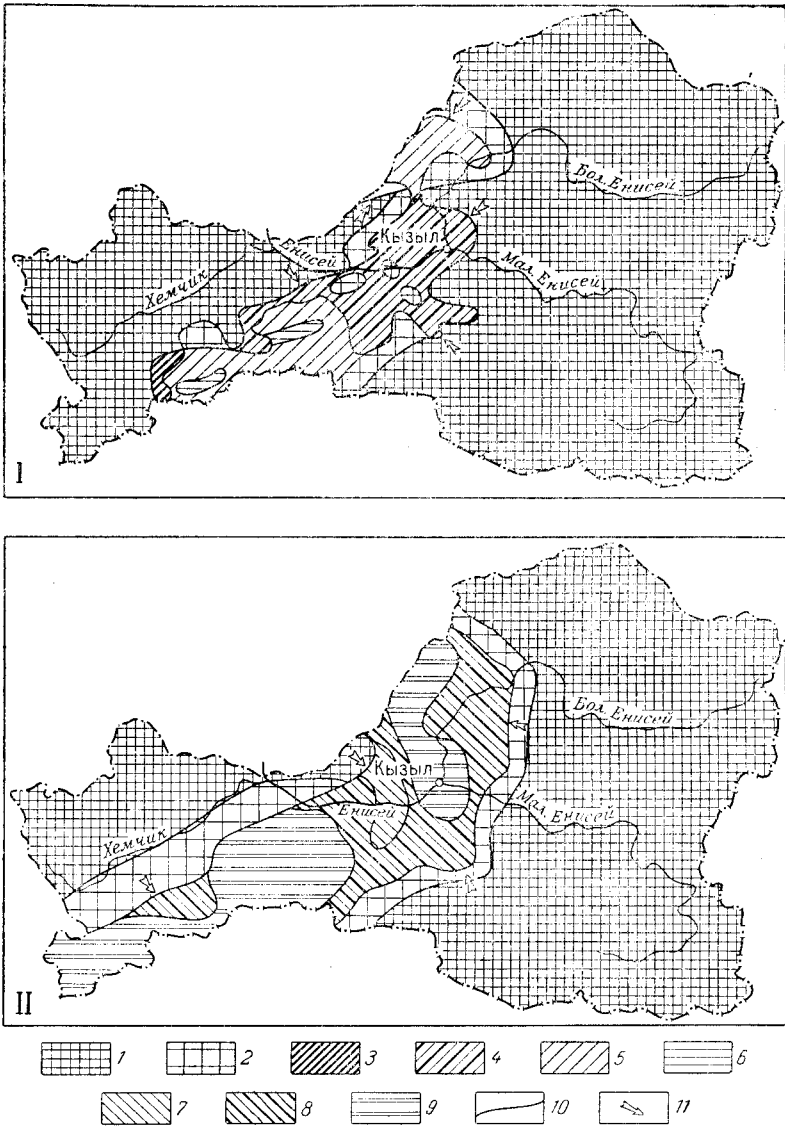 Бол. Енисей
Енисей
Кызыл
Хемчик
Мал. Енисей
I
Бол. Енисей
Кызыл
Мал. Енисей
Енисей
Хемчик
II
1 2 3 4 5 6
7 8 9 10 11